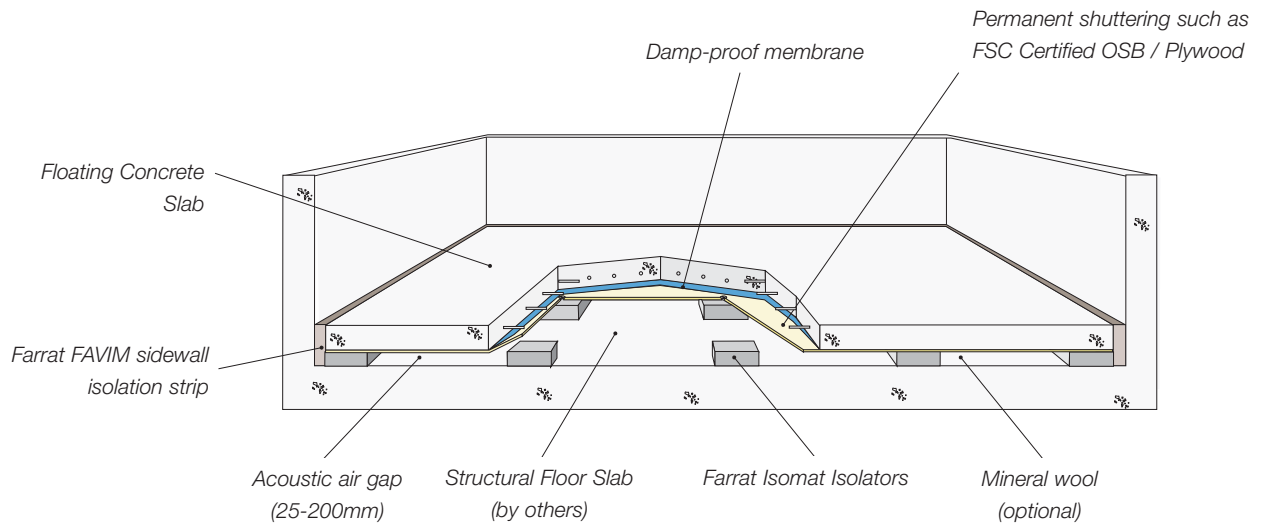 Permanent shuttering such as
FSC Certified OSB / Plywood
Damp-proof membrane
Floating Concrete
Slab
Farrat FAVIM sidewall
isolation strip
Acoustic air gap
(25-200mm)
Structural Floor Slab
(by others)
Farrat Isomat Isolators
Mineral wool
(optional)